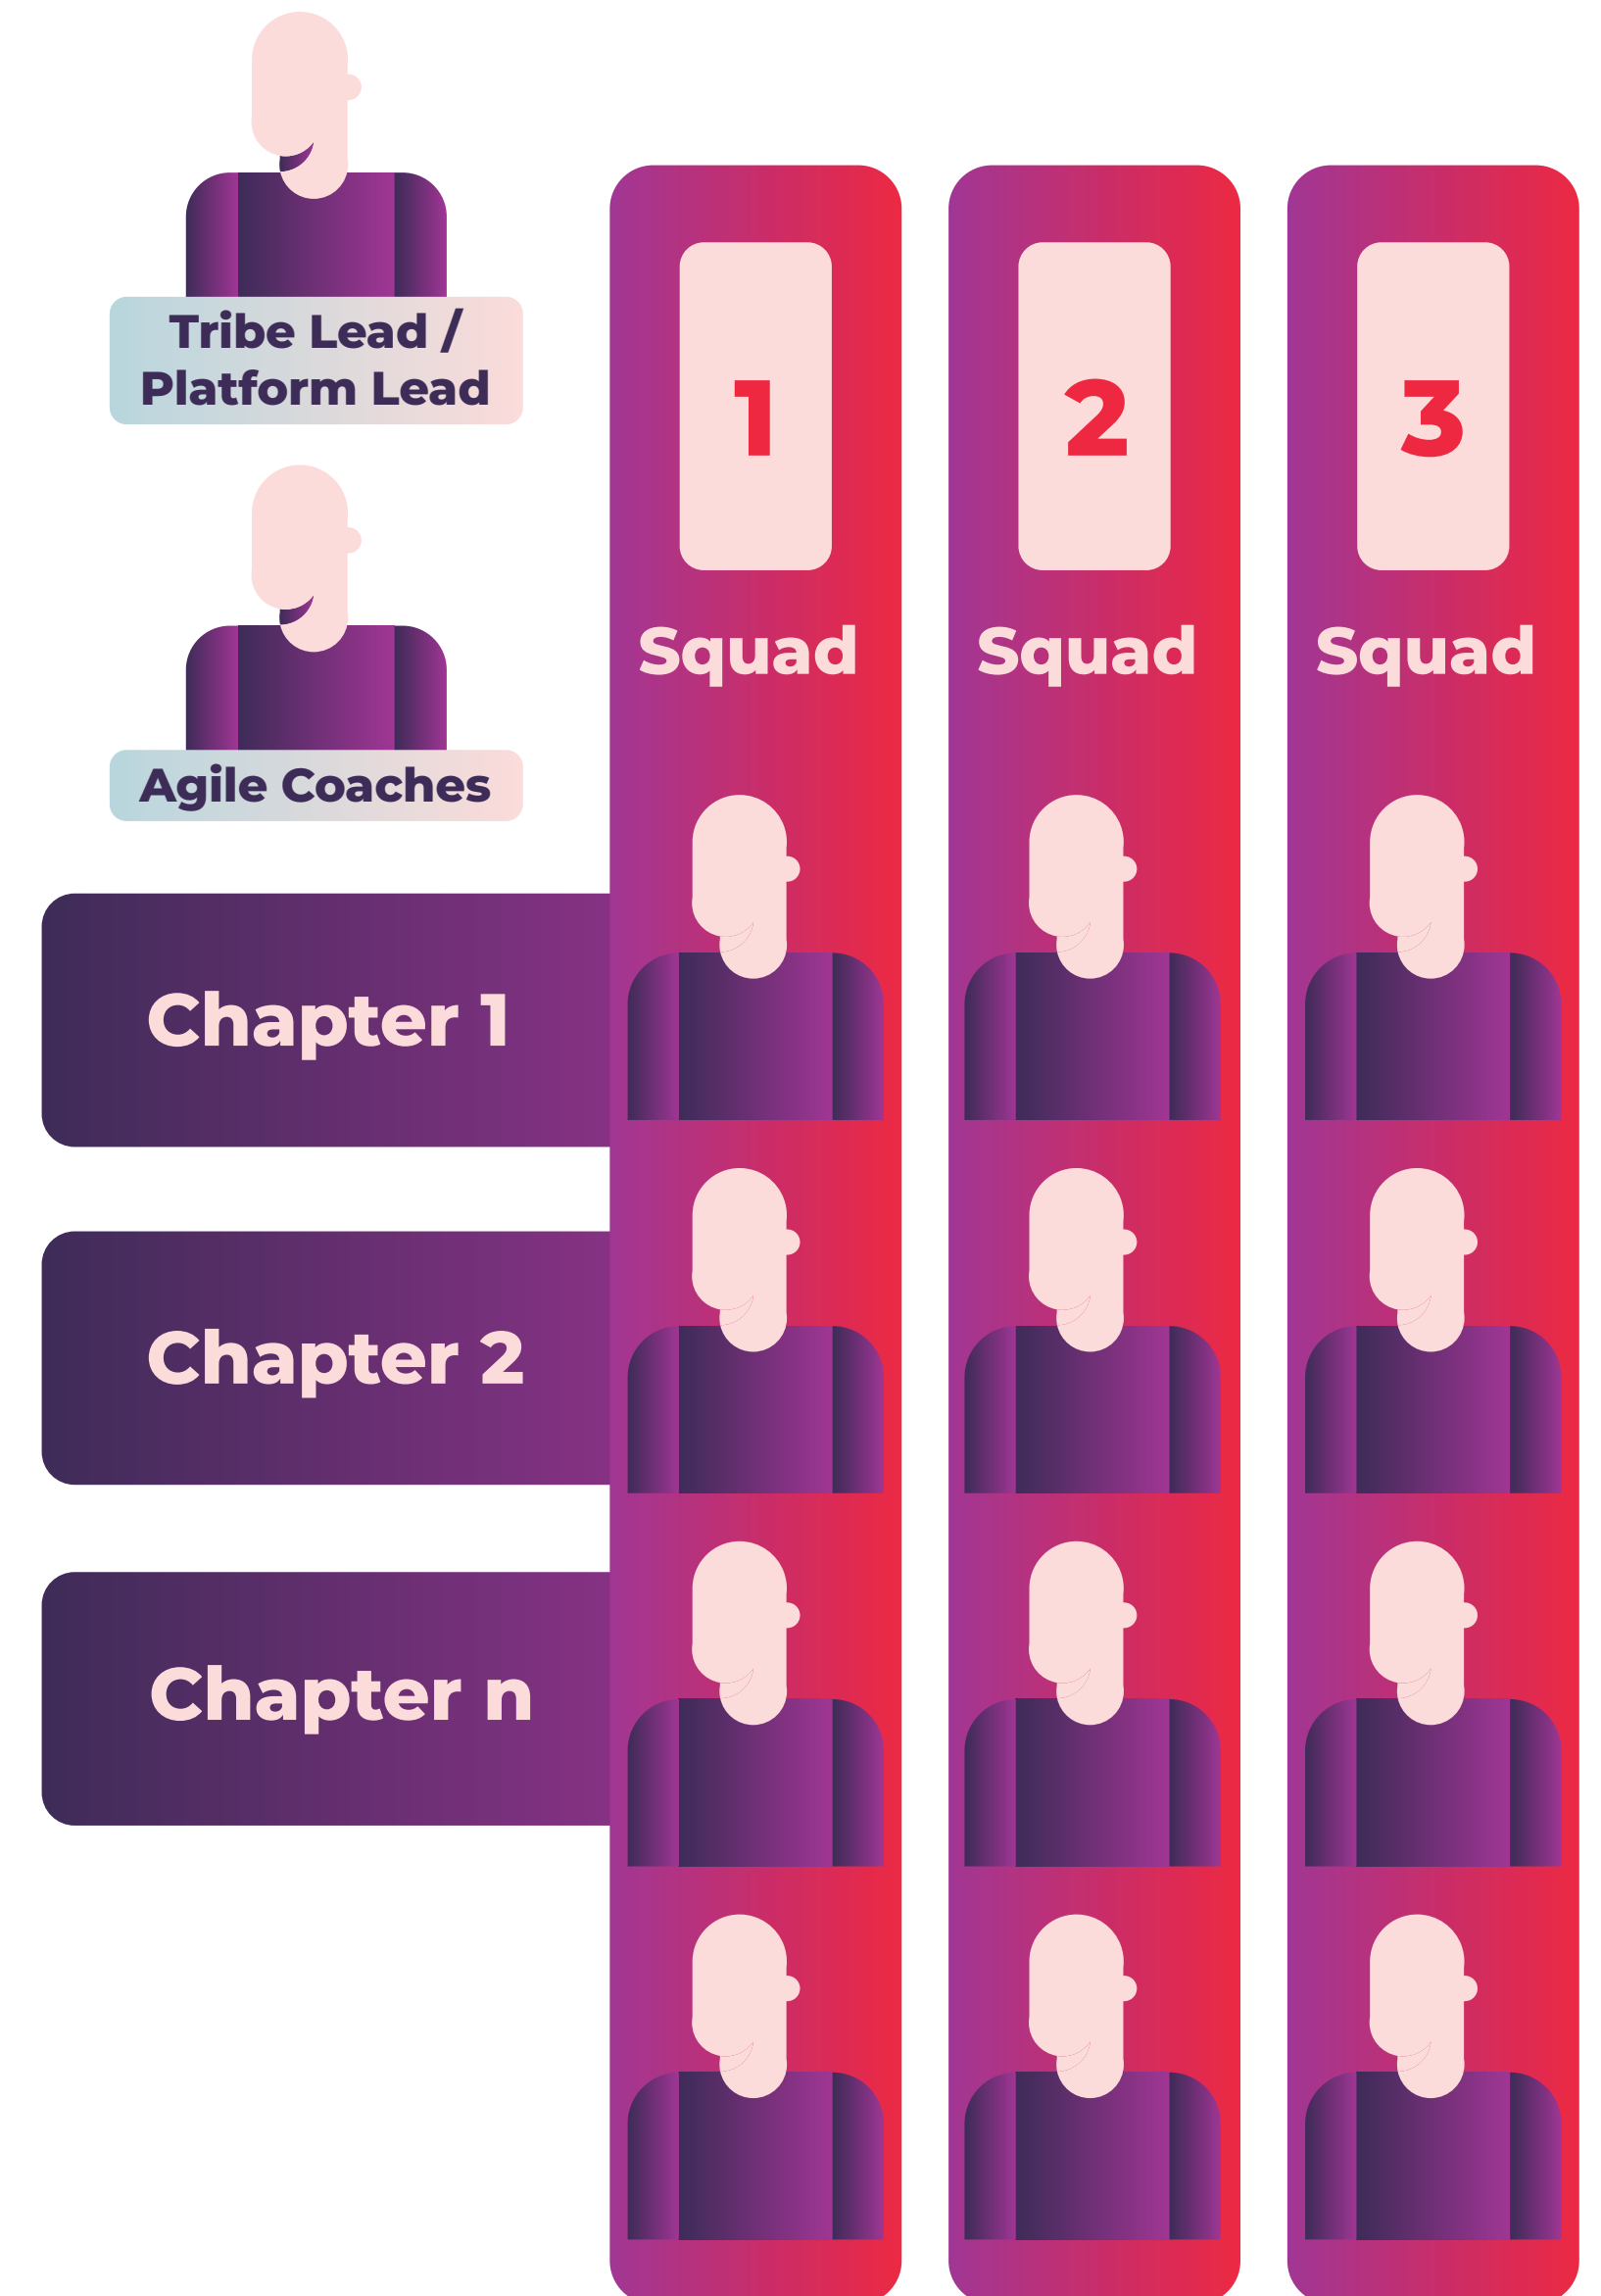 Tribe Lead /
Platform Lead
Agile Coaches
1
Squad
2
Squad
3
Squad
Chapter 1
Chapter 2
Chapter n